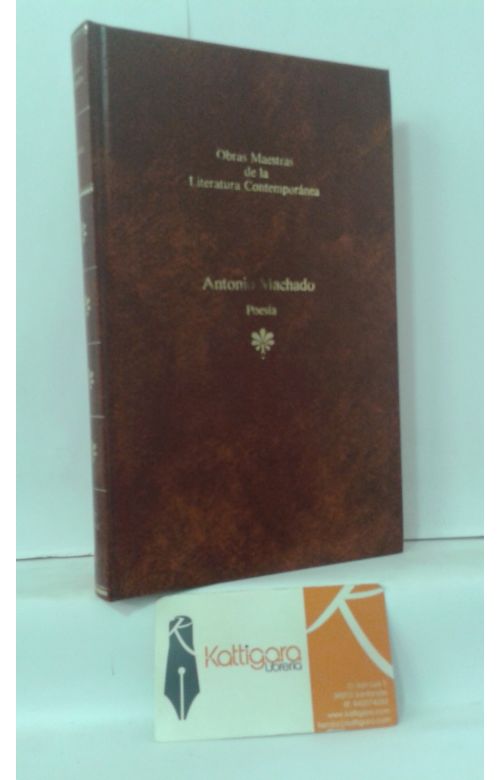 Obras Maestras
de la
Literatura Contemporánea
Antonio Machado
Poesía
Kattigara
Librería
www.kattigara.com